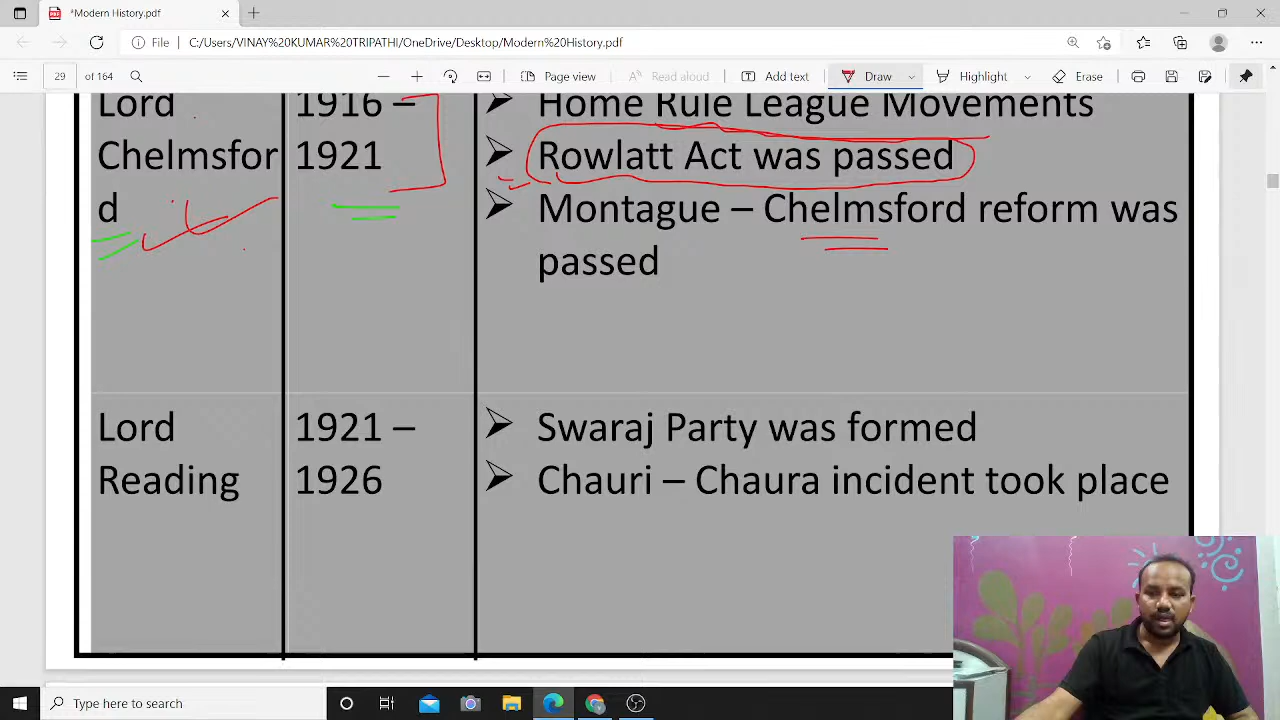 *Modern History.pdf
File
C:/Users/VINAY%20KUMAR%20TRIPATHI/OneDrive/Desktop/Modern%20History.pdf
29 of 164
Page view
Read aloud
Add text
Draw
Highlight
Erase
Lord 1916 – Home Rule League Movements
Chelmsfor 1921 Rowlatt Act was passed
d Montague – Chelmsford reform was
passed
Lord 1921 – Swaraj Party was formed
Reading 1926 Chauri – Chaura incident took place
Type here to search